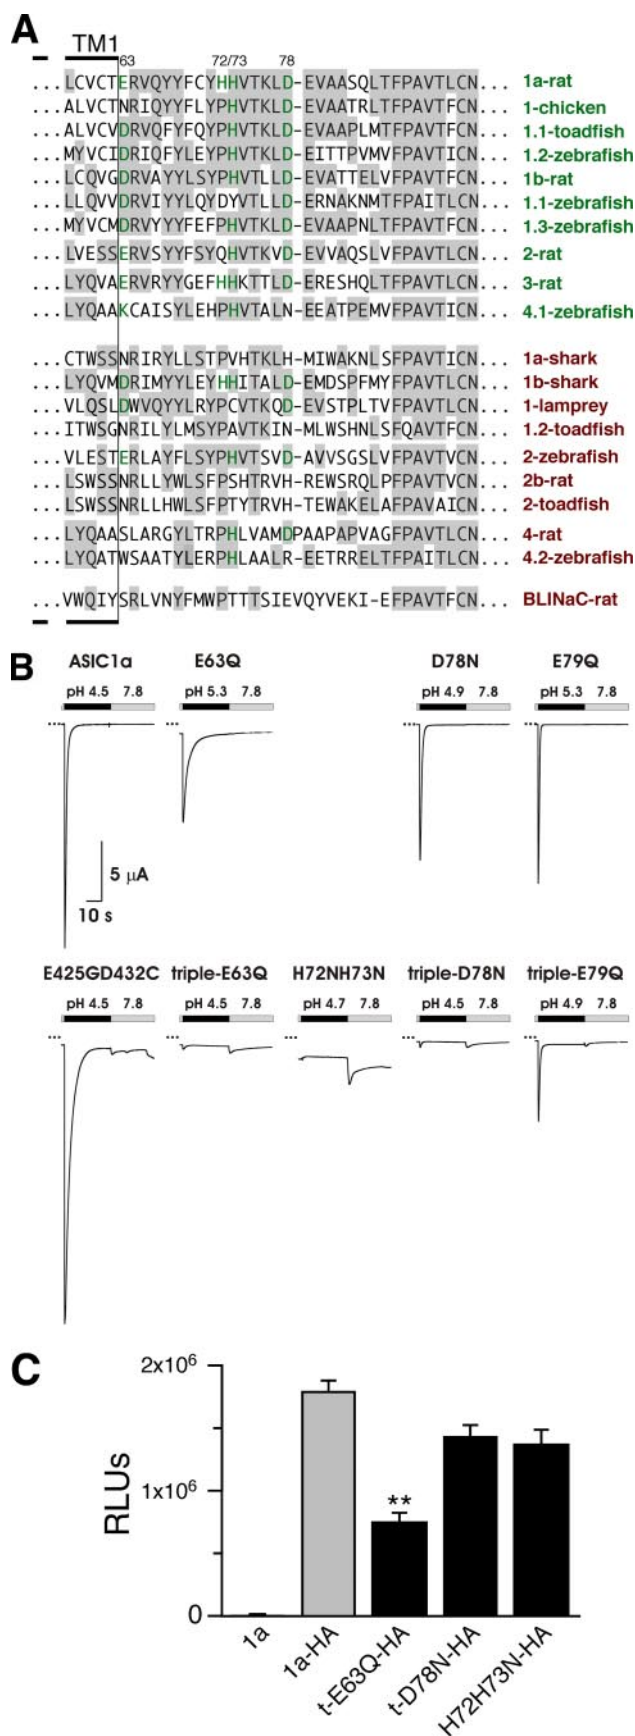 A
TM1
63 72/73 78
...LCVCTERVQYYFCYHHVTKLD-EVAASQLTFPAVTLCN... 1a-rat
...ALVCTNRIQYYFLYPHVTKLD-EVAATRLTFPAVTLCN... 1-chicken
...ALVCVDRVQFYFQYPHVTKLD-EVAAPLMTFPAVTFCN... 1.1-toadfish
...MYVCIDRIQFYLEYPHVTKLD-EITTPVMVFPAVTICN... 1.2-zebrafish
...LCQVGDRVAYYLSYPHVTLLD-EVATTELVFPAVTFCN... 1b-rat
...LLQVVDRVIYYLQYDYVTLLD-ERNAKNMTFPAITLCN... 1.1-zebrafish
...MYVCMDRVYYYFEFPHVTKLD-EVAAPNLTFPAVTFCN... 1.3-zebrafish
...LVESSERVSYYFSYQHVTKVD-EVVAQSLVFPAVTLCN... 2-rat
...LYQVAERVRYYGEFHHKTTLD-ERESHQLTFPAVTLCN... 3-rat
...LYQAAKCAISYLEHPHVTALN-EEATPEMVFPAVTICN... 4.1-zebrafish
...CTWSSNRIRYLLSTPVHTKLH-MIWAKNLSFPAVTICN... 1a-shark
...LYQVMDRIMYYLEYHHITALD-EMDSPFMYFPAVTICN... 1b-shark
...VLQSLDWVQYYLRYPCVTKQD-EVSTPLTVFPAVTICN... 1-lamprey
...ITWSGNRILYLMSYPAVTKIN-MLWSHNLSFQAVTFCN... 1.2-toadfish
...VLESTERLAYFLSYPHVTSVD-AVVSGSLVFPAVTVCN... 2-zebrafish
...LSWSSNRLLYWLSFPSHTRVH-REWSRQLPFPAVTVCN... 2b-rat
...LSWSSNRLLHWLSFPTYTRVH-TEWAKELAFPAVAICN... 2-toadfish
...LYQAASLARGYLTRPHLVAMDPAAPAPVAGFPAVTLCN... 4-rat
...LYQATWSAATYLERPHLAALR-EETRRELTFPAITLCN... 4.2-zebrafish
...VWQIYSRLVNYFMWPTTTSIEVQYVEKI-EFPAVTFCN... BLINaC-rat
B
ASIC1a E63Q D78N E79Q
pH 4.5 7.8 pH 5.3 7.8 pH 4.9 7.8 pH 5.3 7.8
5 µA
10 s
E425GD432C triple-E63Q H72NH73N triple-D78N triple-E79Q
pH 4.5 7.8 pH 4.5 7.8 pH 4.7 7.8 pH 4.5 7.8 pH 4.9 7.8
C
2x10⁶
1x10⁶
0
RLUs
**
1a 1a-HA t-E63Q-HA t-D78N-HA H72H73N-HA